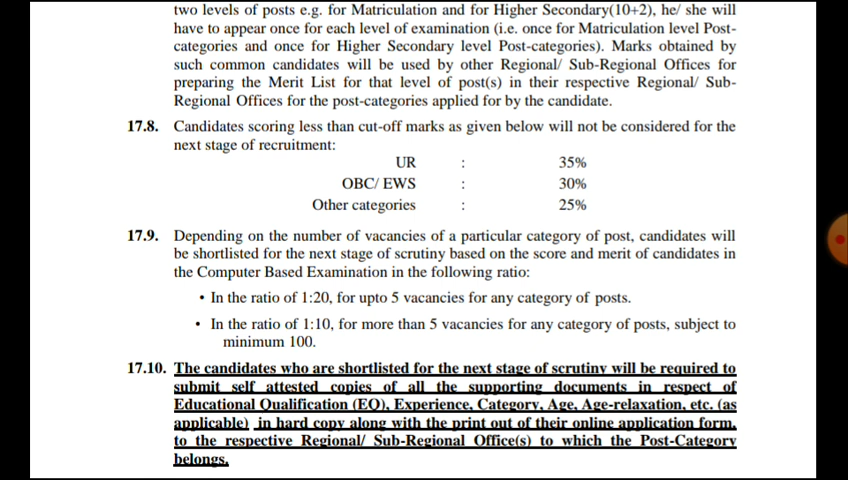 two levels of posts e.g. for Matriculation and for Higher Secondary(10+2), he/ she will
have to appear once for each level of examination (i.e. once for Matriculation level Post-
categories and once for Higher Secondary level Post-categories). Marks obtained by
such common candidates will be used by other Regional/ Sub-Regional Offices for
preparing the Merit List for that level of post(s) in their respective Regional/ Sub-
Regional Offices for the post-categories applied for by the candidate.
17.8. Candidates scoring less than cut-off marks as given below will not be considered for the
next stage of recruitment:
UR : 35%
OBC/ EWS : 30%
Other categories : 25%
17.9. Depending on the number of vacancies of a particular category of post, candidates will
be shortlisted for the next stage of scrutiny based on the score and merit of candidates in
the Computer Based Examination in the following ratio:
• In the ratio of 1:20, for upto 5 vacancies for any category of posts.
• In the ratio of 1:10, for more than 5 vacancies for any category of posts, subject to
minimum 100.
17.10. The candidates who are shortlisted for the next stage of scrutiny will be required to
submit self attested copies of all the supporting documents in respect of
Educational Qualification (EQ), Experience, Category, Age, Age-relaxation, etc. (as
applicable) in hard copy along with the print out of their online application form,
to the respective Regional/ Sub-Regional Office(s) to which the Post-Category
belongs.